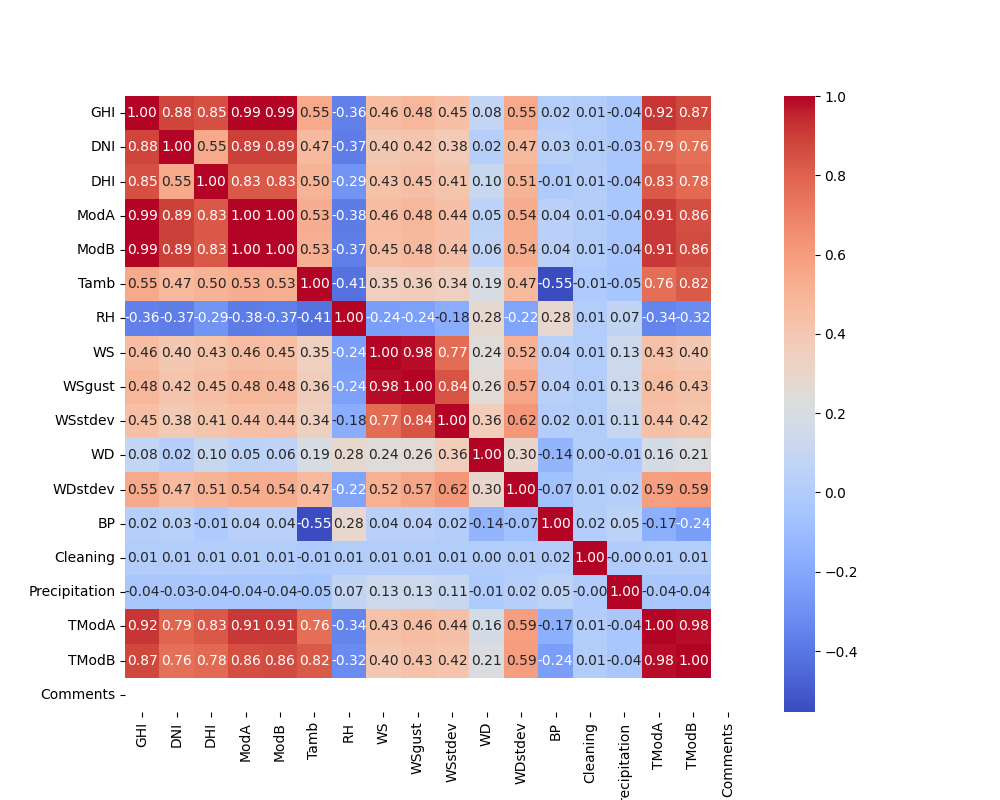 GHI 1.00 0.88 0.85 0.99 0.99 0.55 -0.36 0.46 0.48 0.45 0.08 0.55 0.02 0.01 -0.04 0.92 0.87
DNI 0.88 1.00 0.55 0.89 0.89 0.47 -0.37 0.40 0.42 0.38 0.02 0.47 0.03 0.01 -0.03 0.79 0.76
DHI 0.85 0.55 1.00 0.83 0.83 0.50 -0.29 0.43 0.45 0.41 0.10 0.51 -0.01 0.01 -0.04 0.83 0.78
ModA 0.99 0.89 0.83 1.00 1.00 0.53 -0.38 0.46 0.48 0.44 0.05 0.54 0.04 0.01 -0.04 0.91 0.86
ModB 0.99 0.89 0.83 1.00 1.00 0.53 -0.37 0.45 0.48 0.44 0.06 0.54 0.04 0.01 -0.04 0.91 0.86
Tamb 0.55 0.47 0.50 0.53 0.53 1.00 -0.41 0.35 0.36 0.34 0.19 0.47 -0.55 -0.01 -0.05 0.76 0.82
RH -0.36 -0.37 -0.29 -0.38 -0.37 -0.41 1.00 -0.24 -0.24 -0.18 0.28 -0.22 0.28 0.01 0.07 -0.34 -0.32
WS 0.46 0.40 0.43 0.46 0.45 0.35 -0.24 1.00 0.98 0.77 0.24 0.52 0.04 0.01 0.13 0.43 0.40
WSgust 0.48 0.42 0.45 0.48 0.48 0.36 -0.24 0.98 1.00 0.84 0.26 0.57 0.04 0.01 0.13 0.46 0.43
WSstdev 0.45 0.38 0.41 0.44 0.44 0.34 -0.18 0.77 0.84 1.00 0.36 0.62 0.02 0.01 0.11 0.44 0.42
WD 0.08 0.02 0.10 0.05 0.06 0.19 0.28 0.24 0.26 0.36 1.00 0.30 -0.14 0.00 -0.01 0.16 0.21
WDstdev 0.55 0.47 0.51 0.54 0.54 0.47 -0.22 0.52 0.57 0.62 0.30 1.00 -0.07 0.01 0.02 0.59 0.59
BP 0.02 0.03 -0.01 0.04 0.04 -0.55 0.28 0.04 0.04 0.02 -0.14 -0.07 1.00 0.02 0.05 -0.17 -0.24
Cleaning 0.01 0.01 0.01 0.01 0.01 -0.01 0.01 0.01 0.01 0.01 0.00 0.01 0.02 1.00 -0.00 0.01 0.01
Precipitation -0.04 -0.03 -0.04 -0.04 -0.04 -0.05 0.07 0.13 0.13 0.11 -0.01 0.02 0.05 -0.00 1.00 -0.04 -0.04
TModA 0.92 0.79 0.83 0.91 0.91 0.76 -0.34 0.43 0.46 0.44 0.16 0.59 -0.17 0.01 -0.04 1.00 0.98
TModB 0.87 0.76 0.78 0.86 0.86 0.82 -0.32 0.40 0.43 0.42 0.21 0.59 -0.24 0.01 -0.04 0.98 1.00
Comments
GHI DNI DHI ModA ModB Tamb RH WS WSgust WSstdev WD WDstdev BP Cleaning recipitation TModA TModB Comments
1.0
0.8
0.6
0.4
0.2
0.0
−0.2
−0.4